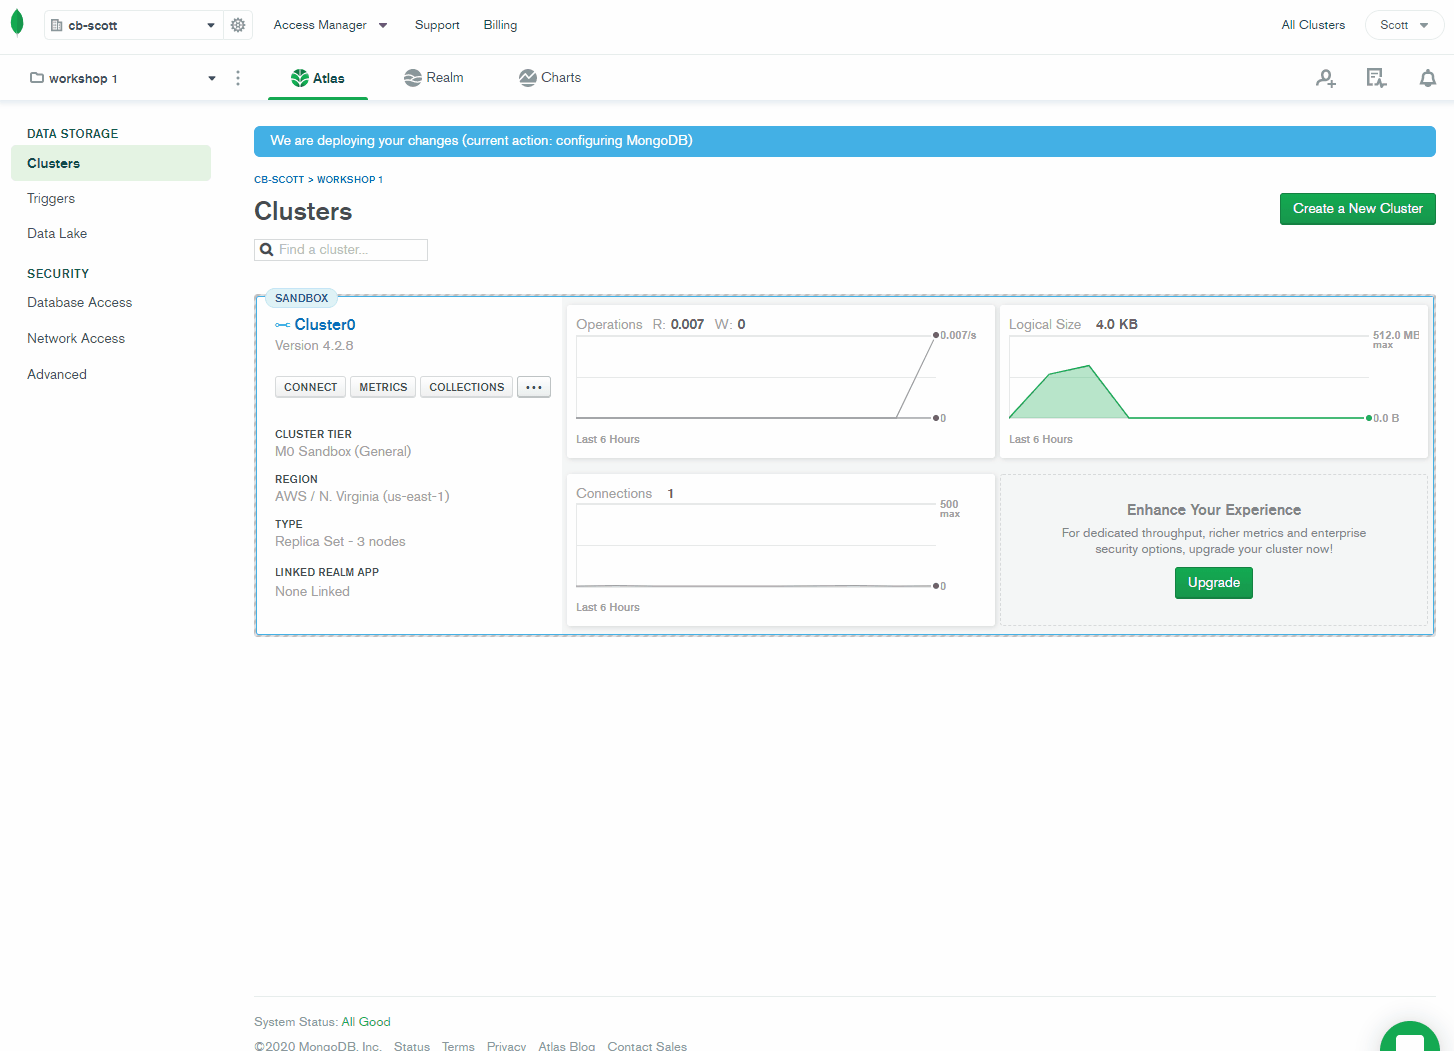 cb-scott
Access Manager
Support
Billing
All Clusters
Scott
workshop 1
Atlas
Realm
Charts
DATA STORAGE
Clusters
Triggers
Data Lake
SECURITY
Database Access
Network Access
Advanced
We are deploying your changes (current action: configuring MongoDB)
CB-SCOTT > WORKSHOP 1
Clusters
Create a New Cluster
Find a cluster...
SANDBOX
Cluster0
Version 4.2.8
CONNECT
METRICS
COLLECTIONS
...
CLUSTER TIER
M0 Sandbox (General)
REGION
AWS / N. Virginia (us-east-1)
TYPE
Replica Set - 3 nodes
LINKED REALM APP
None Linked
Operations R: 0.007 W: 0
0.007/s
0
Last 6 Hours
Logical Size 4.0 KB
512.0 MB
max
0.0 B
Last 6 Hours
Connections 1
500
max
0
Last 6 Hours
Enhance Your Experience
For dedicated throughput, richer metrics and enterprise
security options, upgrade your cluster now!
Upgrade
System Status: All Good
©2020 MongoDB, Inc. Status Terms Privacy Atlas Blog Contact Sales